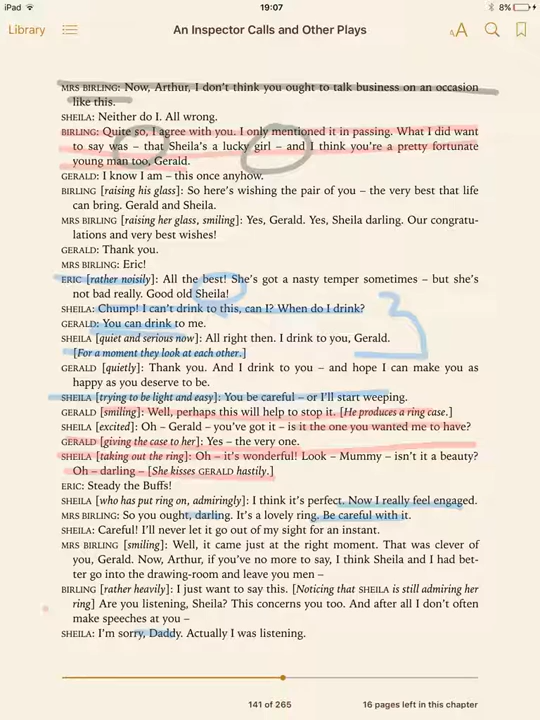 iPad
19:07
8%
Library
An Inspector Calls and Other Plays
AA
MRS BIRLING: Now, Arthur, I don't think you ought to talk business on an occasion
like this.
SHEILA: Neither do I. All wrong.
BIRLING: Quite so, I agree with you. I only mentioned it in passing. What I did want
to say was – that Sheila's a lucky girl – and I think you're a pretty fortunate
young man too, Gerald.
GERALD: I know I am – this once anyhow.
BIRLING [raising his glass]: So here's wishing the pair of you – the very best that life
can bring. Gerald and Sheila.
MRS BIRLING [raising her glass, smiling]: Yes, Gerald. Yes, Sheila darling. Our congratu-
lations and very best wishes!
GERALD: Thank you.
MRS BIRLING: Eric!
ERIC [rather noisily]: All the best! She's got a nasty temper sometimes – but she's
not bad really. Good old Sheila!
SHEILA: Chump! I can't drink to this, can I? When do I drink?
GERALD: You can drink to me.
SHEILA [quiet and serious now]: All right then. I drink to you, Gerald.
[For a moment they look at each other.]
GERALD [quietly]: Thank you. And I drink to you – and hope I can make you as
happy as you deserve to be.
SHEILA [trying to be light and easy]: You be careful – or I'll start weeping.
GERALD [smiling]: Well, perhaps this will help to stop it. [He produces a ring case.]
SHEILA [excited]: Oh – Gerald – you've got it – is it the one you wanted me to have?
GERALD [giving the case to her]: Yes – the very one.
SHEILA [taking out the ring]: Oh – it's wonderful! Look – Mummy – isn't it a beauty?
Oh – darling – [She kisses GERALD hastily.]
ERIC: Steady the Buffs!
SHEILA [who has put ring on, admiringly]: I think it's perfect. Now I really feel engaged.
MRS BIRLING: So you ought, darling. It's a lovely ring. Be careful with it.
SHEILA: Careful! I'll never let it go out of my sight for an instant.
MRS BIRLING [smiling]: Well, it came just at the right moment. That was clever of
you, Gerald. Now, Arthur, if you've no more to say, I think Sheila and I had bet-
ter go into the drawing-room and leave you men –
BIRLING [rather heavily]: I just want to say this. [Noticing that SHEILA is still admiring her
ring] Are you listening, Sheila? This concerns you too. And after all I don't often
make speeches at you –
SHEILA: I'm sorry, Daddy. Actually I was listening.
141 of 265
16 pages left in this chapter